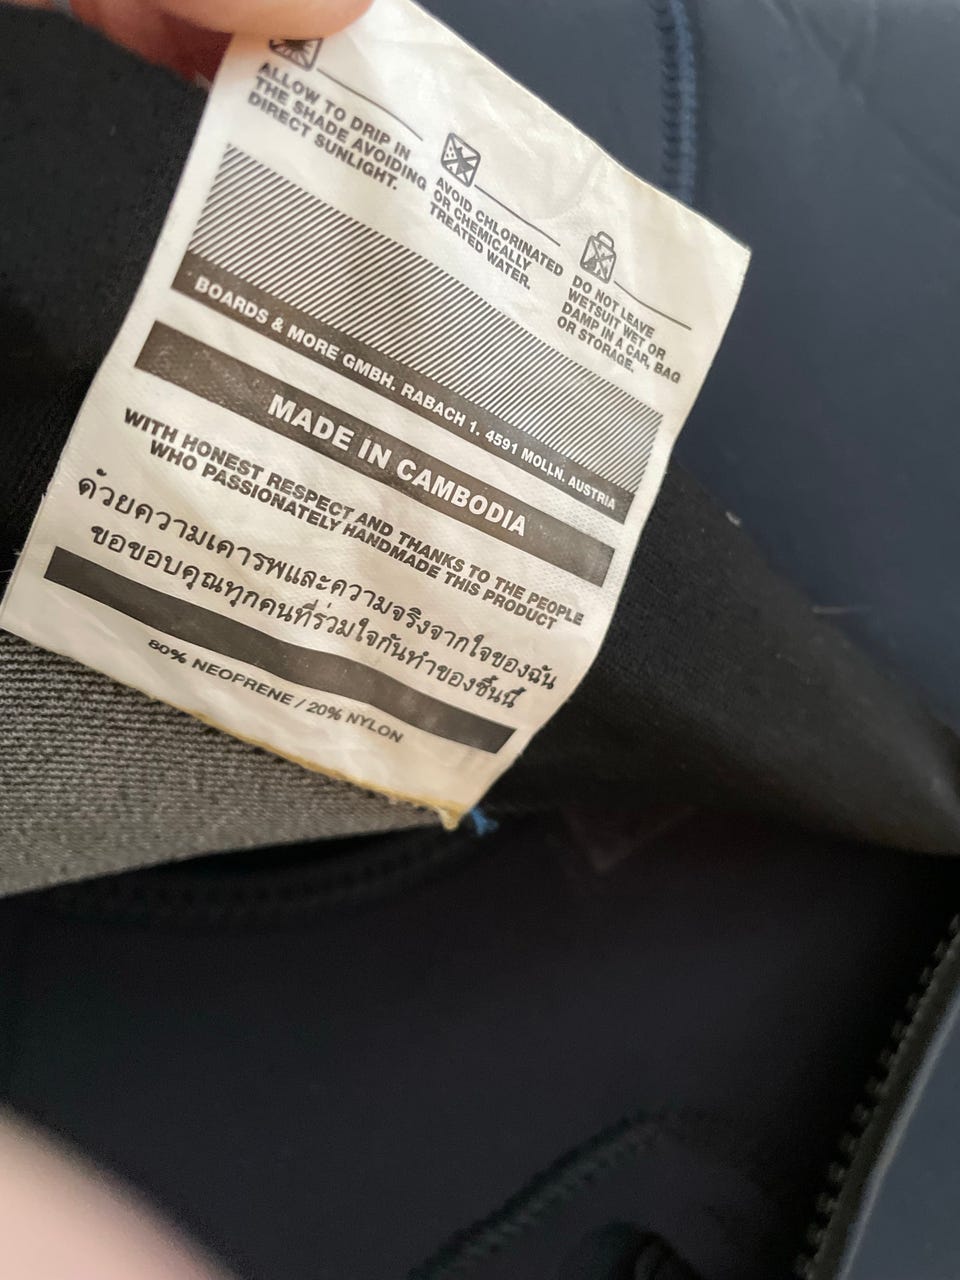 ALLOW TO DRIP IN
THE SHADE AVOIDING
DIRECT SUNLIGHT.
AVOID CHLORINATED
OR CHEMICALLY
TREATED WATER.
DO NOT LEAVE
WETSUIT WET OR
DAMP IN A CAR, BAG
OR STORAGE.
BOARDS & MORE GMBH. RABACH 1. 4591 MOLLN. AUSTRIA
MADE IN CAMBODIA
WITH HONEST RESPECT AND THANKS TO THE PEOPLE
WHO PASSIONATELY HANDMADE THIS PRODUCT
ด้วยความเคารพและความจริงจากใจของฉัน
ขอขอบคุณทุกคนที่ร่วมใจกันทำของชิ้นนี้
80% NEOPRENE / 20% NYLON